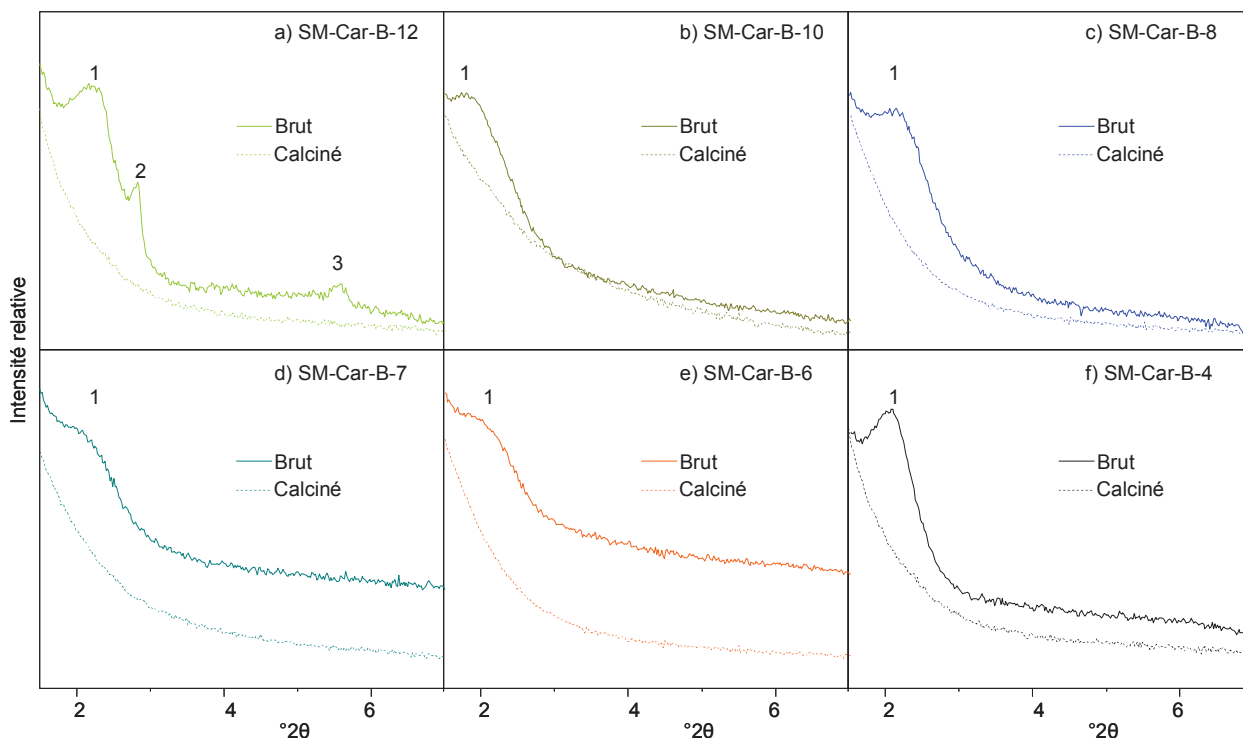 a) SM-Car-B-12
1
2
3
Brut
Calciné
b) SM-Car-B-10
1
Brut
Calciné
c) SM-Car-B-8
1
Brut
Calciné
Intensité relative
d) SM-Car-B-7
1
Brut
Calciné
e) SM-Car-B-6
1
Brut
Calciné
f) SM-Car-B-4
1
Brut
Calciné
2 4 6
2 4 6
2 4 6
°2θ
°2θ
°2θ